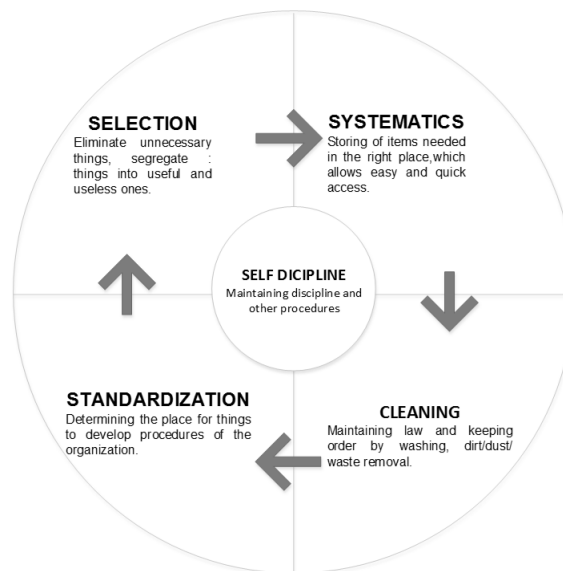 SELECTION
Eliminate unnecessary
things, segregate :
things into useful and
useless ones.
SYSTEMATICS
Storing of items needed
in the right place,which
allows easy and quick
access.
SELF DICIPLINE
Maintaining discipline and
other procedures
STANDARDIZATION
Determining the place for things
to develop procedures of the
organization.
CLEANING
Maintaining law and keeping
order by washing, dirt/dust/
waste removal.